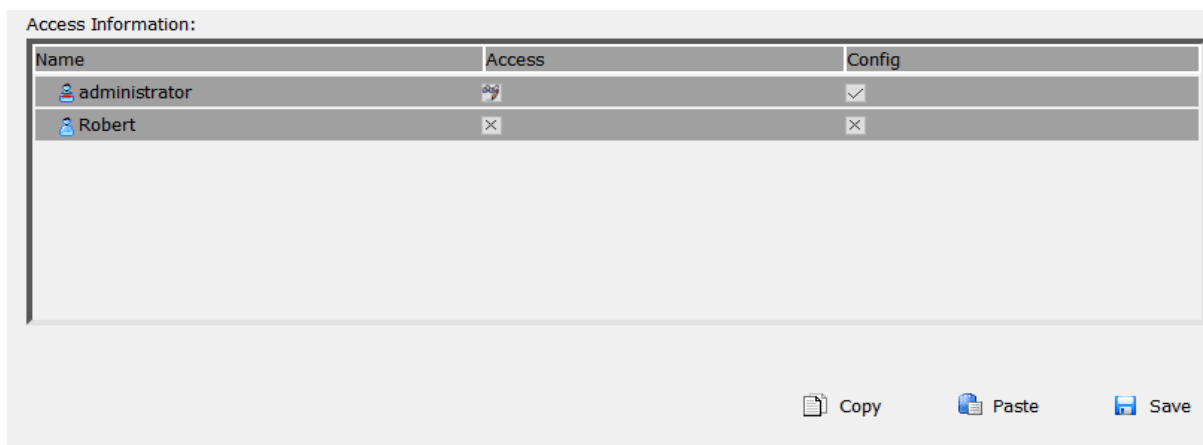 Access Information:
Name Access Config
administrator
Robert
Copy Paste Save